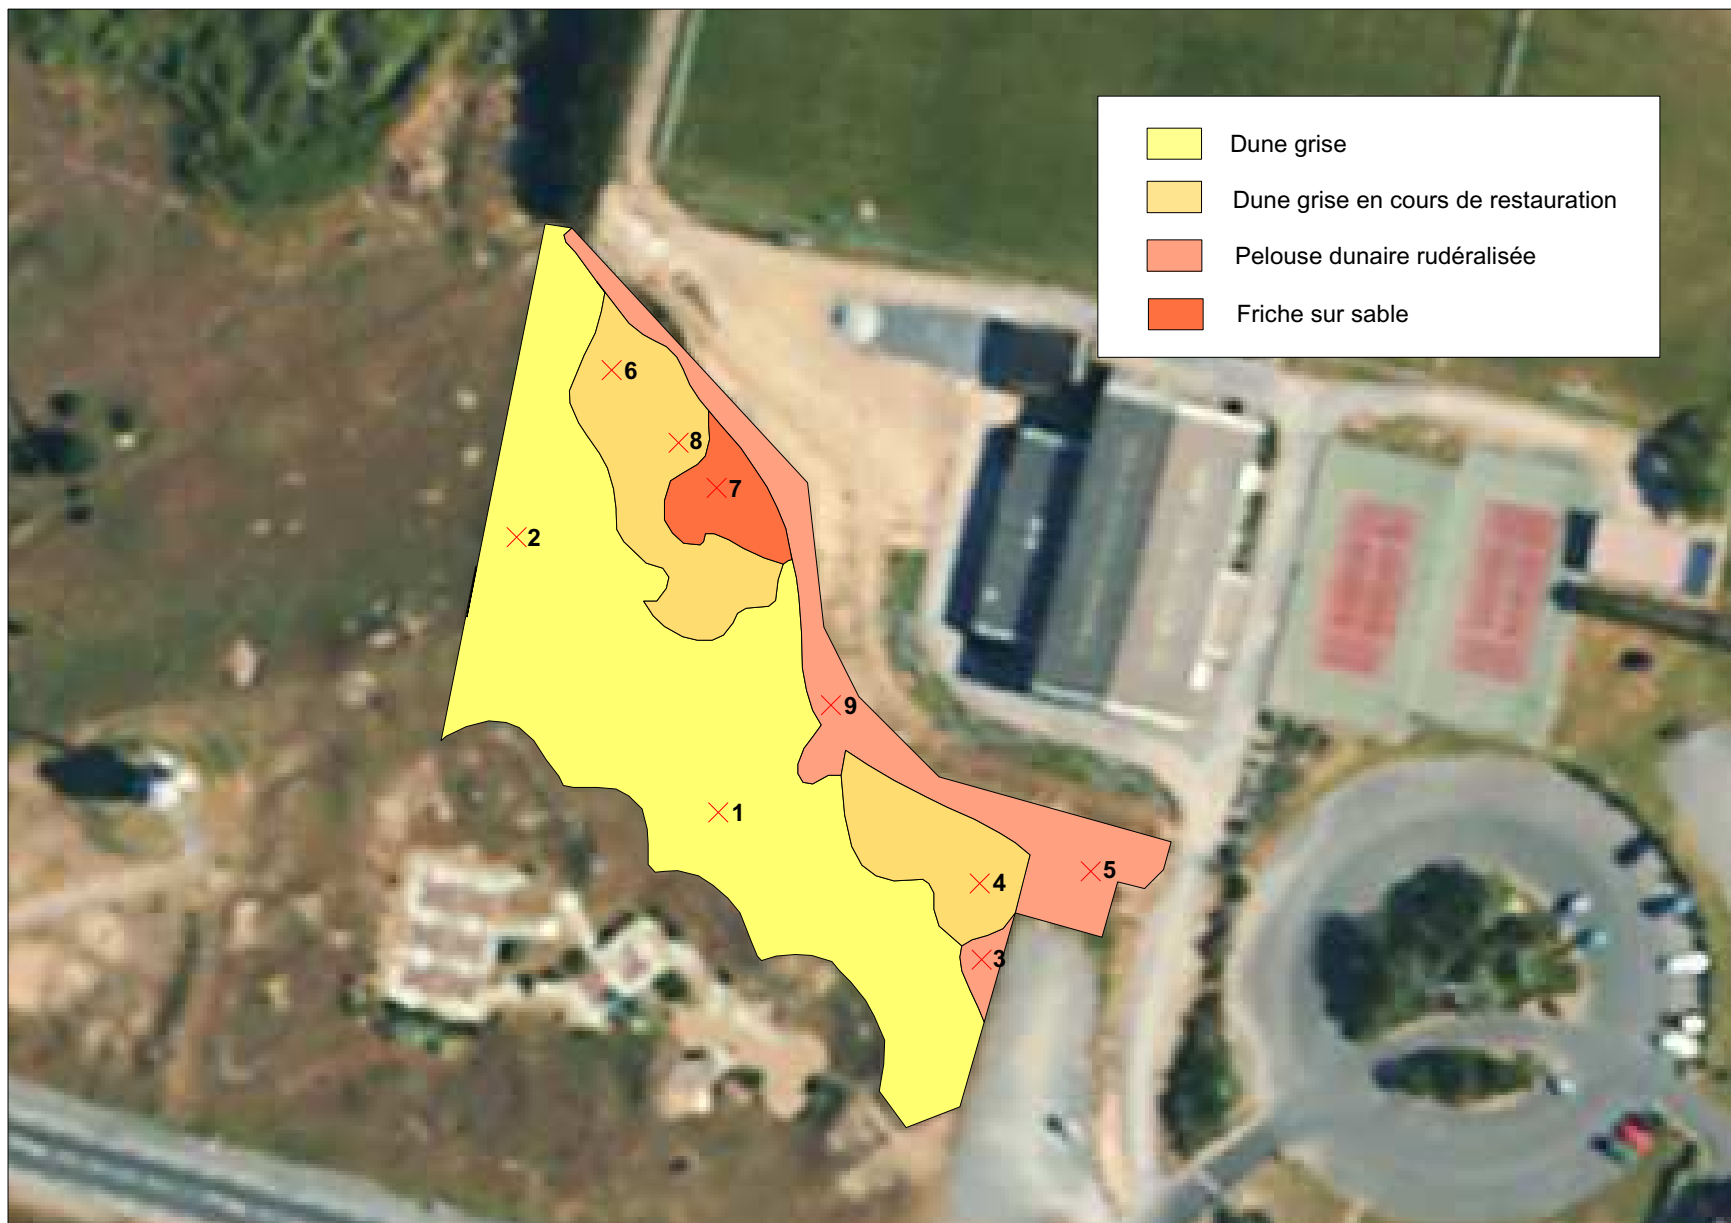 Dune grise
Dune grise en cours de restauration
Pelouse dunaire rudéralisée
Friche sur sable
6
8
7
2
9
1
5
4
3